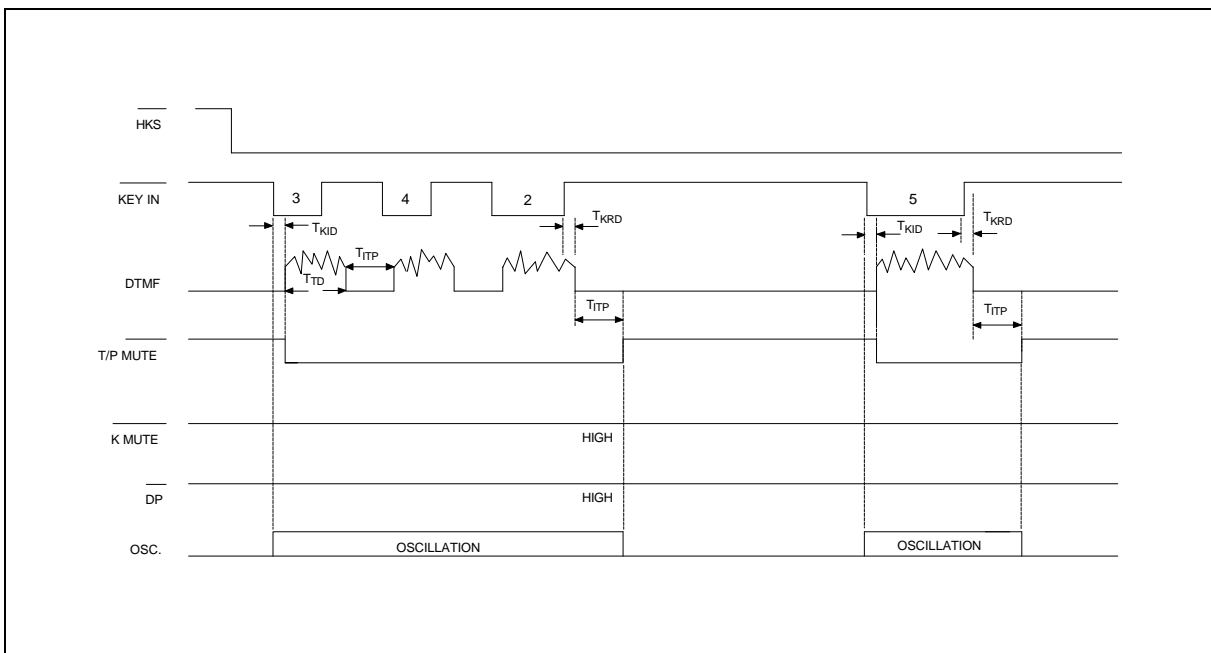 HKS
KEY IN
3
4
2
5
TKID
TKRD
TKID
TKRD
DTMF
TTD
TITP
TITP
TITP
T/P MUTE
K MUTE
HIGH
DP
HIGH
OSC.
OSCILLATION
OSCILLATION